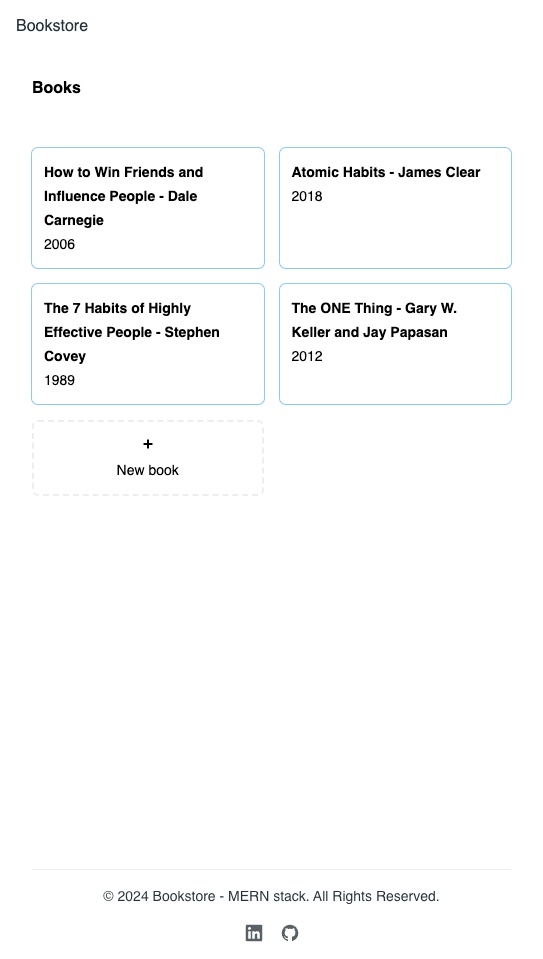 Bookstore
Books
How to Win Friends and
Influence People - Dale
Carnegie
2006
Atomic Habits - James Clear
2018
The 7 Habits of Highly
Effective People - Stephen
Covey
1989
The ONE Thing - Gary W.
Keller and Jay Papasan
2012
+
New book
© 2024 Bookstore - MERN stack. All Rights Reserved.